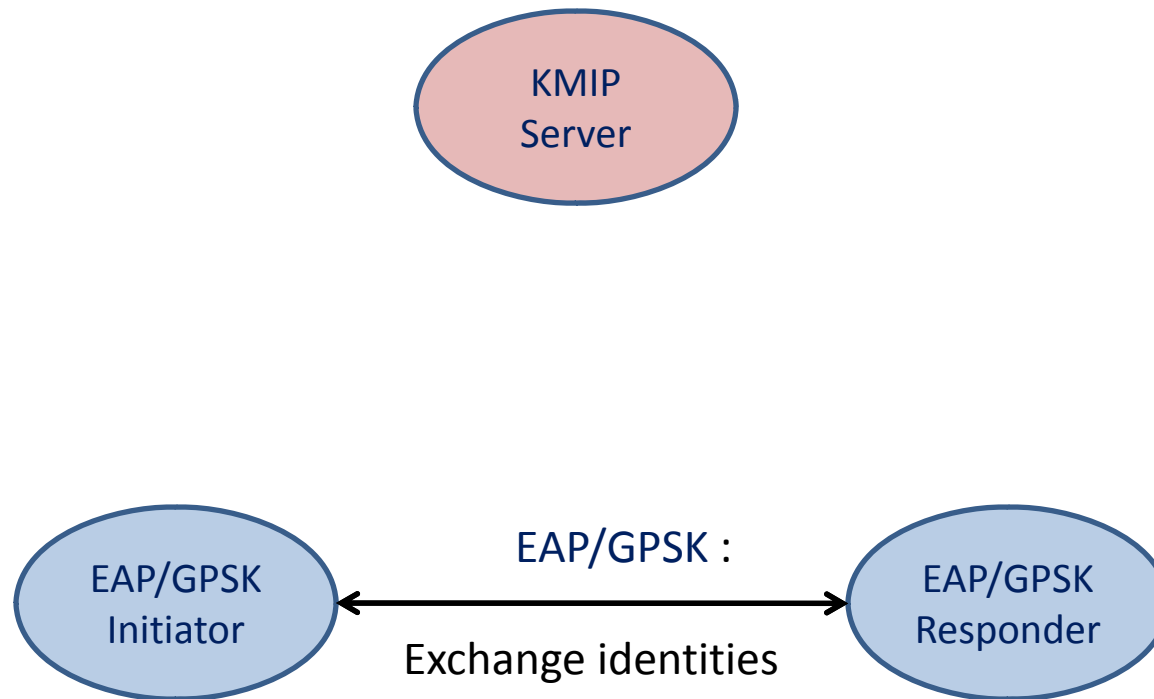 KMIP
Server
EAP/GPSK :
EAP/GPSK
Initiator
Exchange identities
EAP/GPSK
Responder